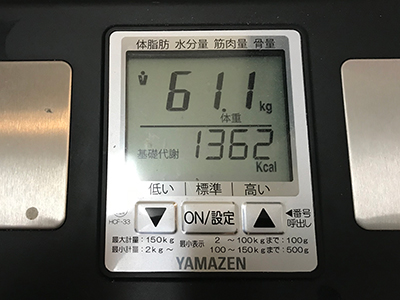 体脂肪 水分量 筋肉量 骨量
61.1 kg
体重
基礎代謝 1362
Kcal
低い 標準 高い
▼ ON/設定 ▲ ◀番号
呼出し
HCF-33
最大計量:150kg 最小表示 2 ～100kgまで:100g
最小計量:2kg～ 100～150kgまで:500g
YAMAZEN